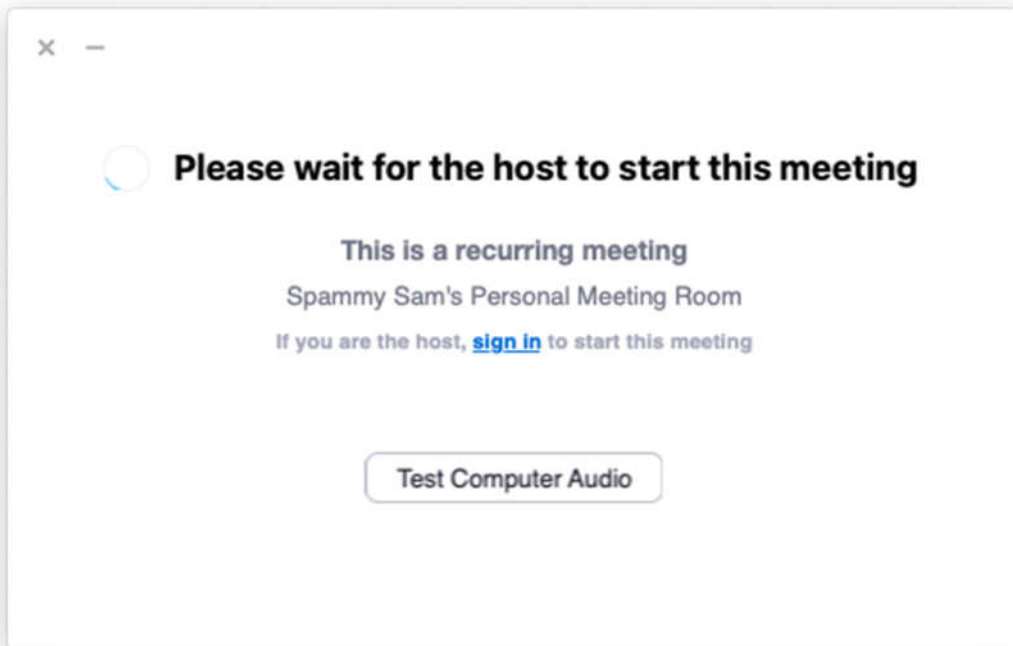 Please wait for the host to start this meeting
This is a recurring meeting
Spammy Sam's Personal Meeting Room
If you are the host, sign in to start this meeting
Test Computer Audio